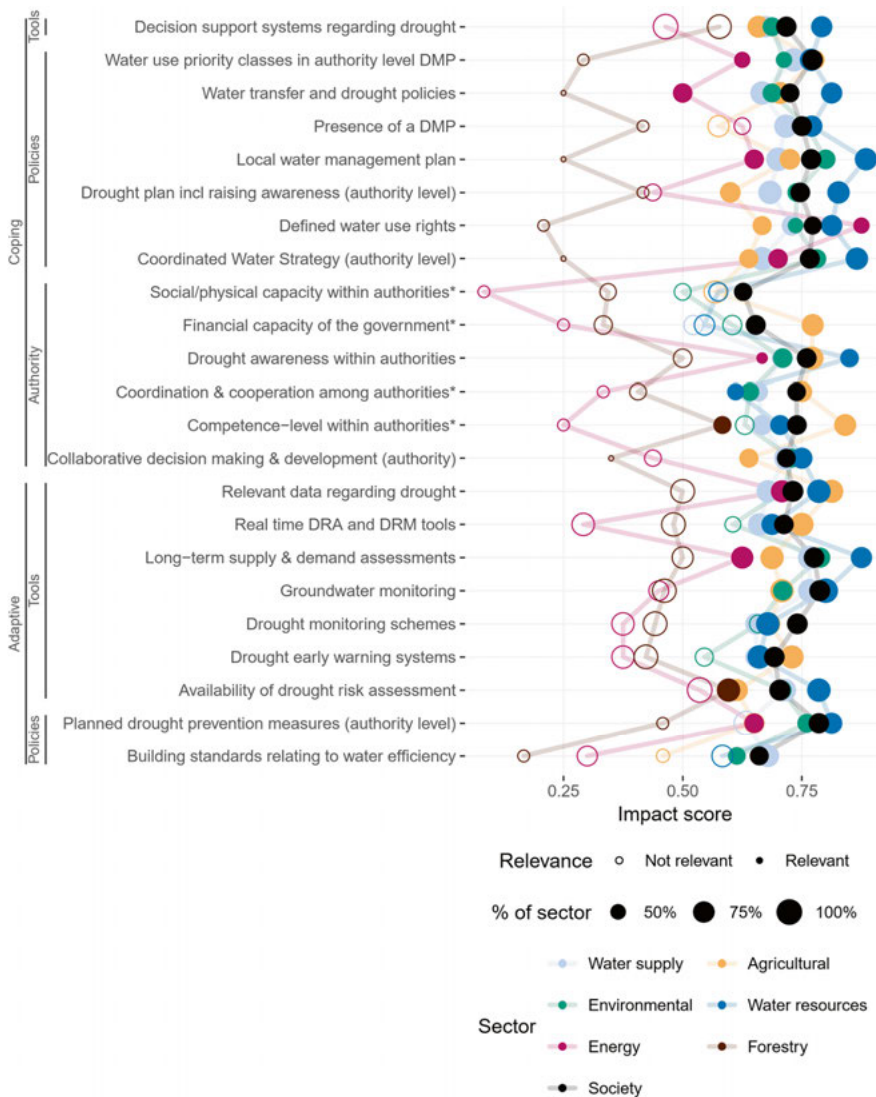 Decision support systems regarding drought
Water use priority classes in authority level DMP
Water transfer and drought policies
Presence of a DMP
Local water management plan
Drought plan incl raising awareness (authority level)
Defined water use rights
Coordinated Water Strategy (authority level)
Social/physical capacity within authorities*
Financial capacity of the government*
Drought awareness within authorities
Coordination & cooperation among authorities*
Competence-level within authorities*
Collaborative decision making & development (authority)
Relevant data regarding drought
Real time DRA and DRM tools
Long-term supply & demand assessments
Groundwater monitoring
Drought monitoring schemes
Drought early warning systems
Availability of drought risk assessment
Planned drought prevention measures (authority level)
Building standards relating to water efficiency
Coping
Tools
Policies
Authority
Adaptive
Tools
Policies
0.25 0.50 0.75
Impact score
Relevance Not relevant Relevant
% of sector 50% 75% 100%
Sector
Water supply Agricultural
Environmental Water resources
Energy Forestry
Society